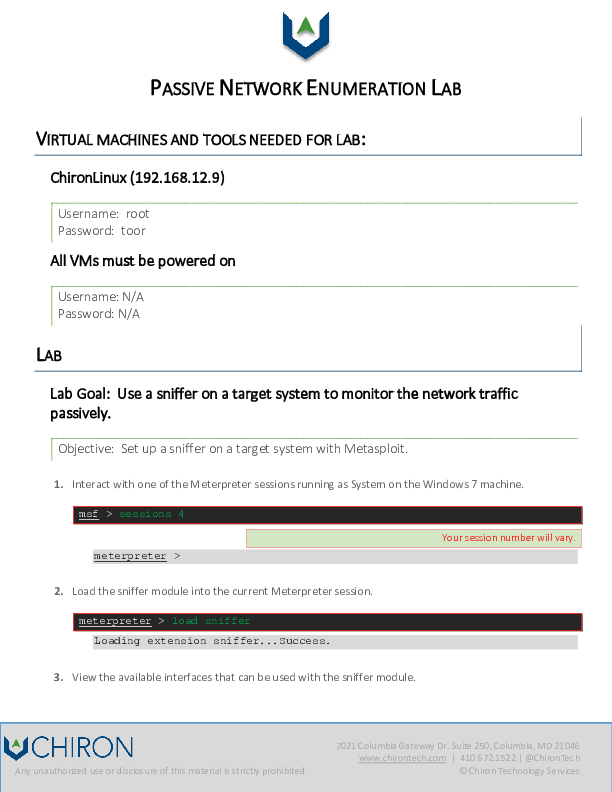 PASSIVE NETWORK ENUMERATION LAB
VIRTUAL MACHINES AND TOOLS NEEDED FOR LAB:
ChironLinux (192.168.12.9)
Username: root
Password: toor
All VMs must be powered on
Username: N/A
Password: N/A
LAB
Lab Goal: Use a sniffer on a target system to monitor the network traffic
passively.
Objective: Set up a sniffer on a target system with Metasploit.
1. Interact with one of the Meterpreter sessions running as System on the Windows 7 machine.
msf > sessions 4
Your session number will vary.
meterpreter >
2. Load the sniffer module into the current Meterpreter session.
meterpreter > load sniffer
Loading extension sniffer...Success.
3. View the available interfaces that can be used with the sniffer module.
CHIRON
7021 Columbia Gateway Dr. Suite 250, Columbia, MD 21046
www.chirontech.com | 410.672.1522 | @ChironTech
Any unauthorized use or disclosure of this material is strictly prohibited.
© Chiron Technology Services